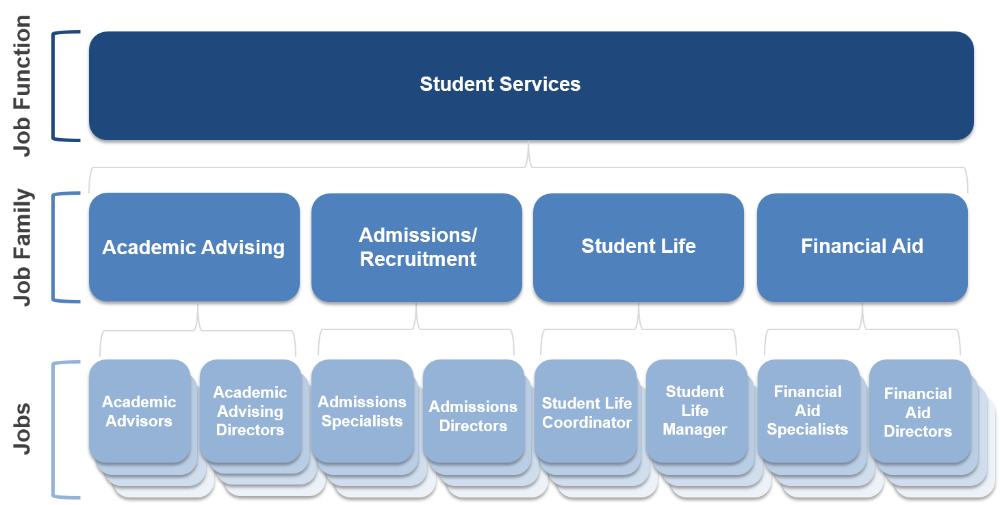 Job Function
Student Services
Job Family
Academic Advising
Admissions/
Recruitment
Student Life
Financial Aid
Jobs
Academic
Advisors
Academic
Advising
Directors
Admissions
Specialists
Admissions
Directors
Student Life
Coordinator
Student
Life
Manager
Financial
Aid
Specialists
Financial
Aid
Directors